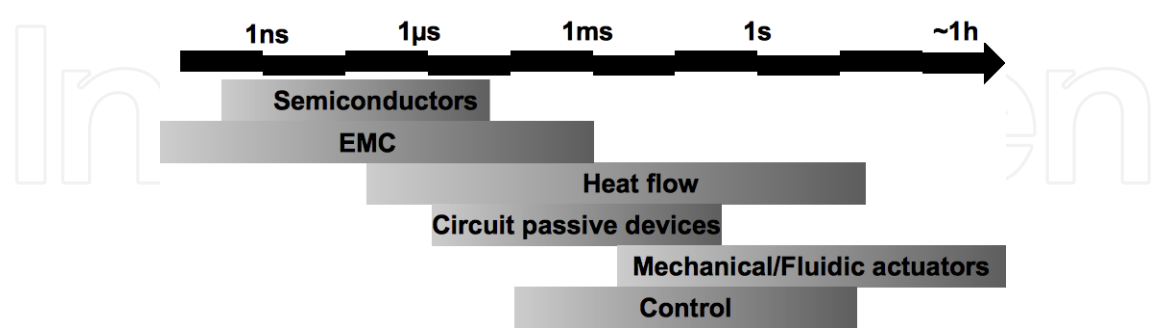 1ns 1µs 1ms 1s ~1h
Semiconductors
EMC
Heat flow
Circuit passive devices
Mechanical/Fluidic actuators
Control